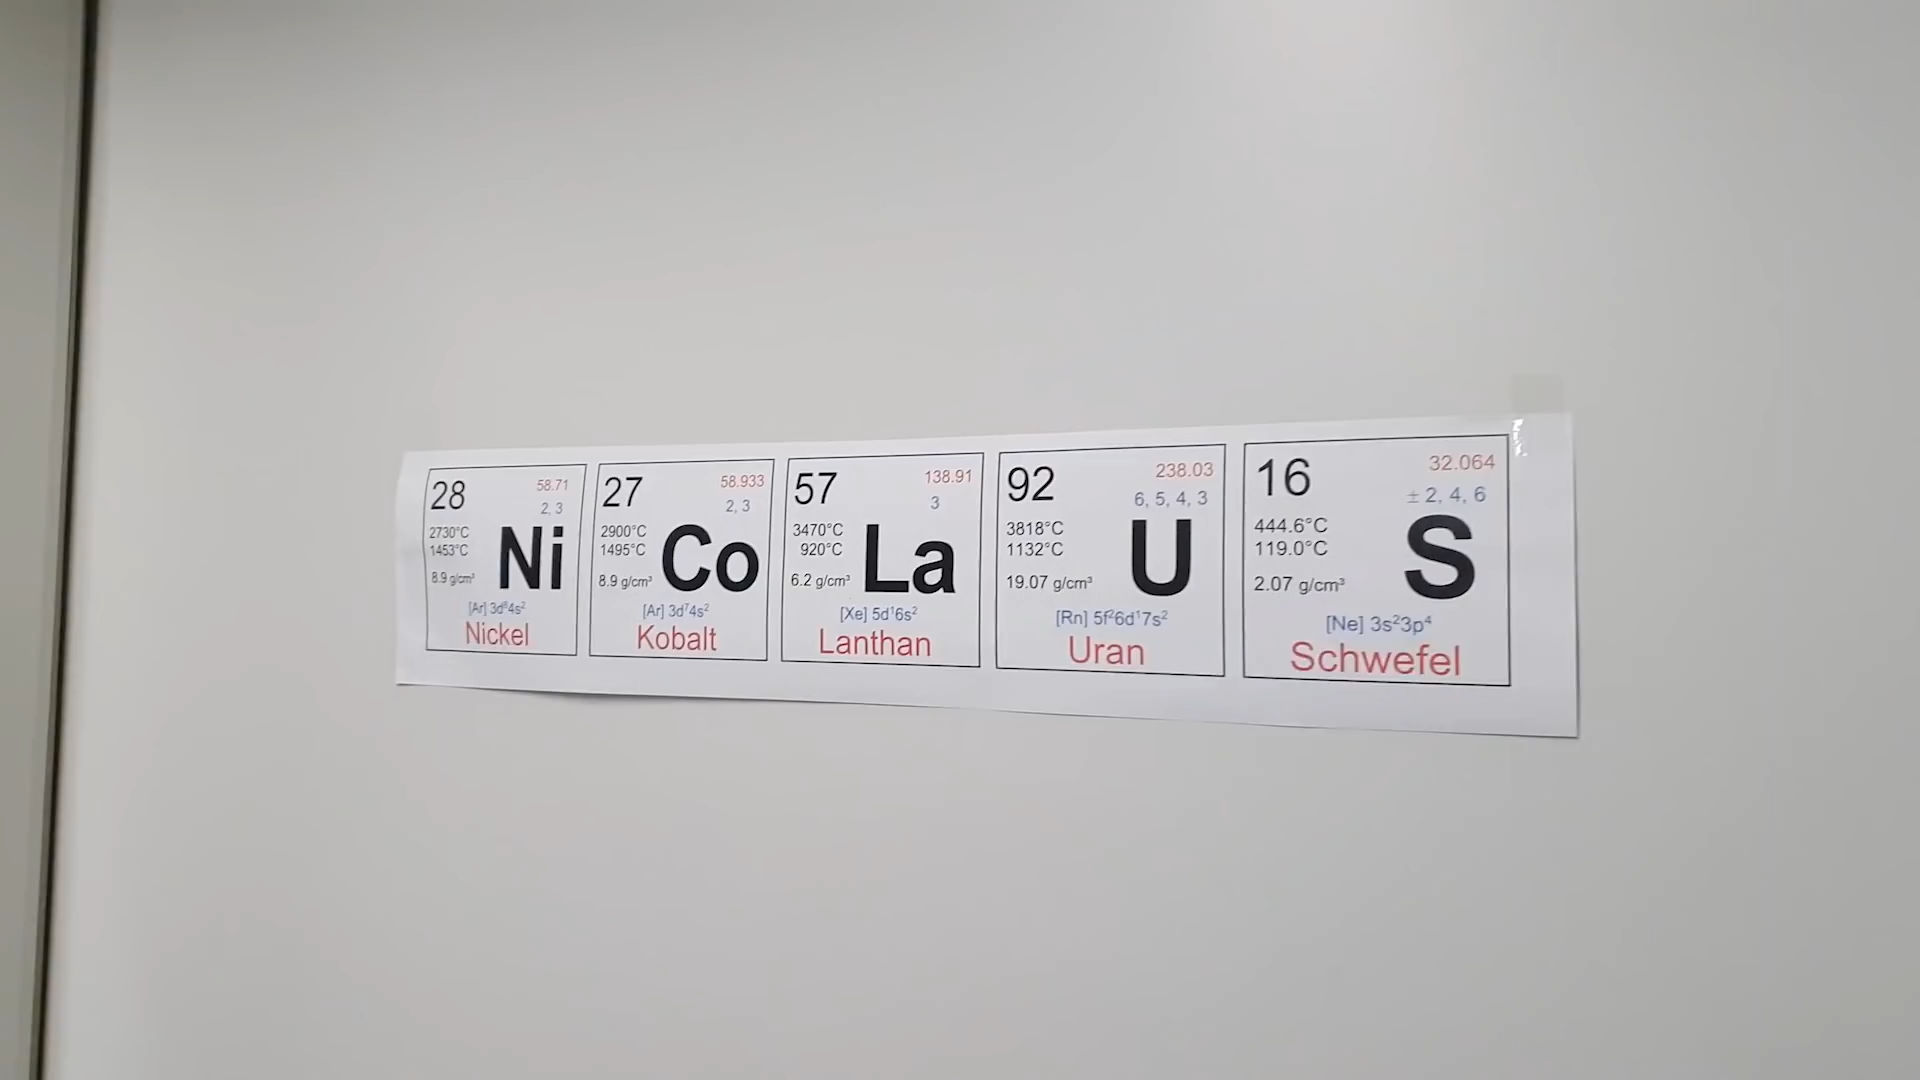 28 58.71
2, 3
2730°C
1453°C
Ni
8.9 g/cm³
[Ar] 3d⁸4s²
Nickel
27 58.933
2, 3
2900°C
1495°C
Co
8.9 g/cm³
[Ar] 3d⁷4s²
Kobalt
57 138.91
3
3470°C
920°C
La
6.2 g/cm³
[Xe] 5d¹6s²
Lanthan
92 238.03
6, 5, 4, 3
3818°C
1132°C
U
19.07 g/cm³
[Rn] 5f²6d¹7s²
Uran
16 32.064
± 2, 4, 6
444.6°C
119.0°C
S
2.07 g/cm³
[Ne] 3s²3p⁴
Schwefel